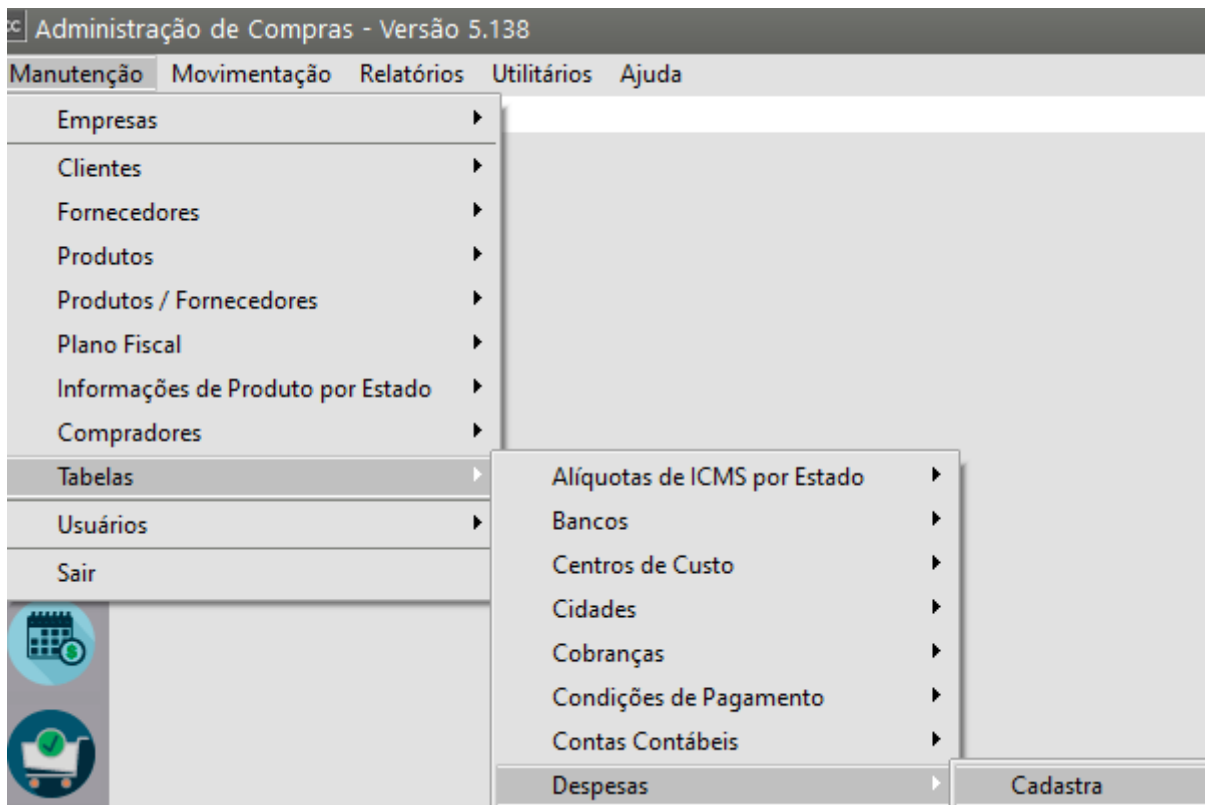 Administração de Compras - Versão 5.138
Manutenção Movimentação Relatórios Utilitários Ajuda
Empresas
Clientes
Fornecedores
Produtos
Produtos / Fornecedores
Plano Fiscal
Informações de Produto por Estado
Compradores
Tabelas
Usuários
Sair
Alíquotas de ICMS por Estado
Bancos
Centros de Custo
Cidades
Cobranças
Condições de Pagamento
Contas Contábeis
Despesas
Cadastra